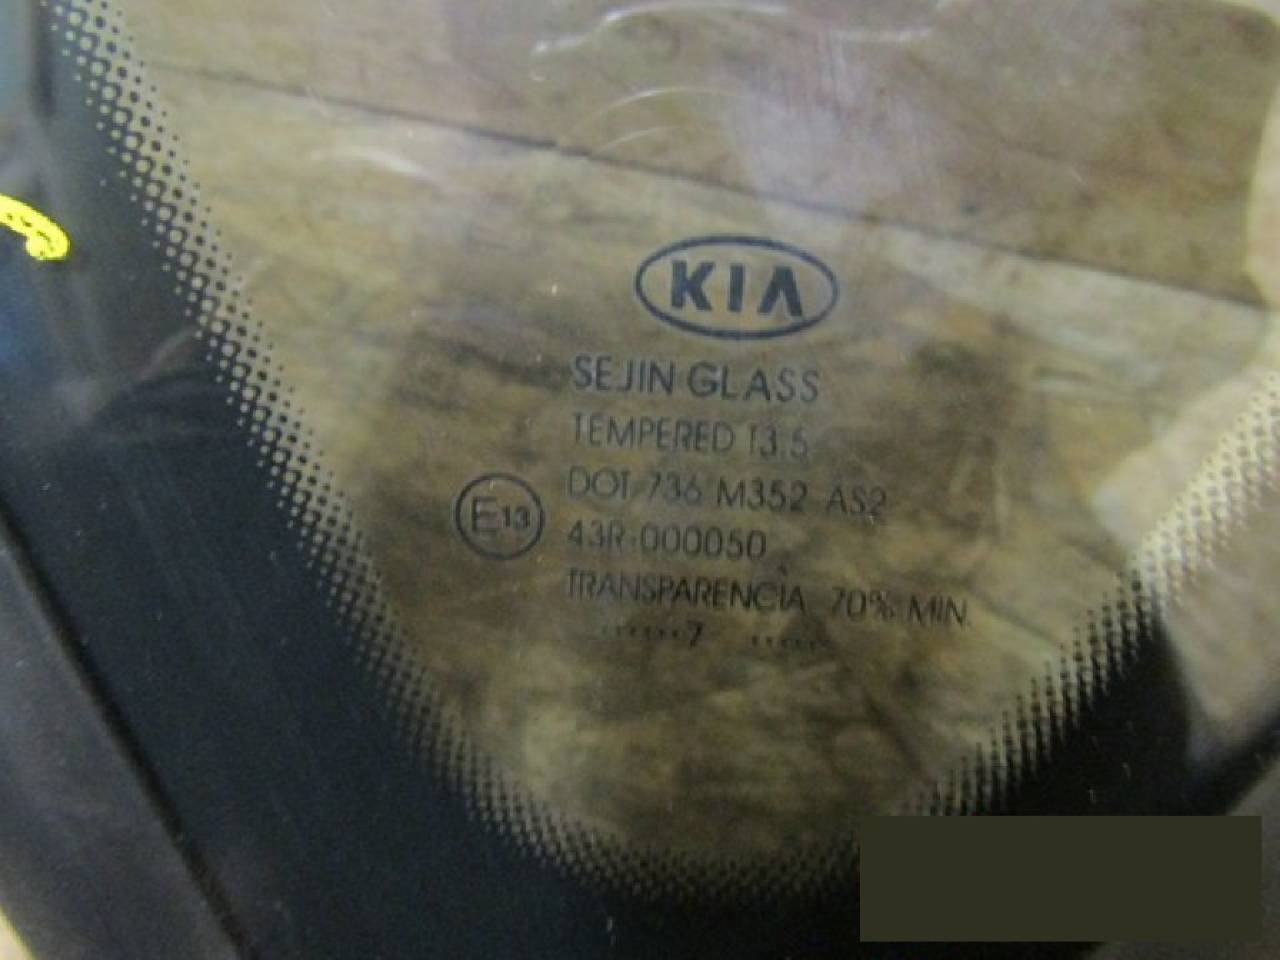 KIA
SEJIN GLASS
TEMPERED T3.5
DOT 736 M352 AS2
E13
43R-000050
TRANSPARENCIA 70% MIN.
.......7 .....